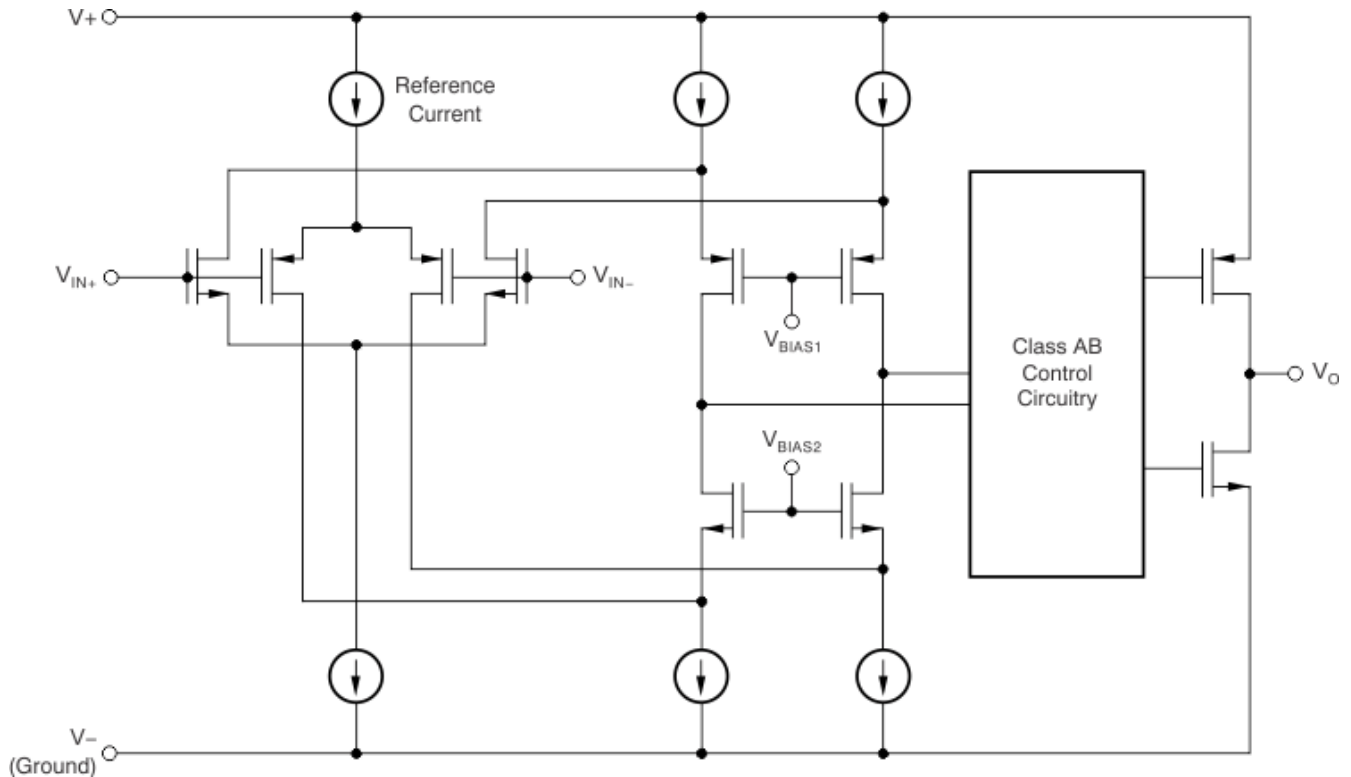 V+
Reference
Current
VIN+
VIN−
VBIAS1
Class AB
Control
Circuitry
VO
VBIAS2
V−
(Ground)